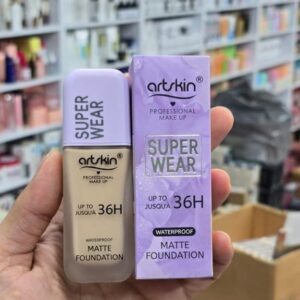 SUPER
WEAR
artskin®
PROFESSIONAL
MAKE UP
UP TO
JUSQU'A 36H
WATERPROOF
MATTE
FOUNDATION
artskin®
PROFESSIONAL
MAKE UP
SUPER
WEAR
UP TO
JUSQU'A 36H
WATERPROOF
MATTE
FOUNDATION